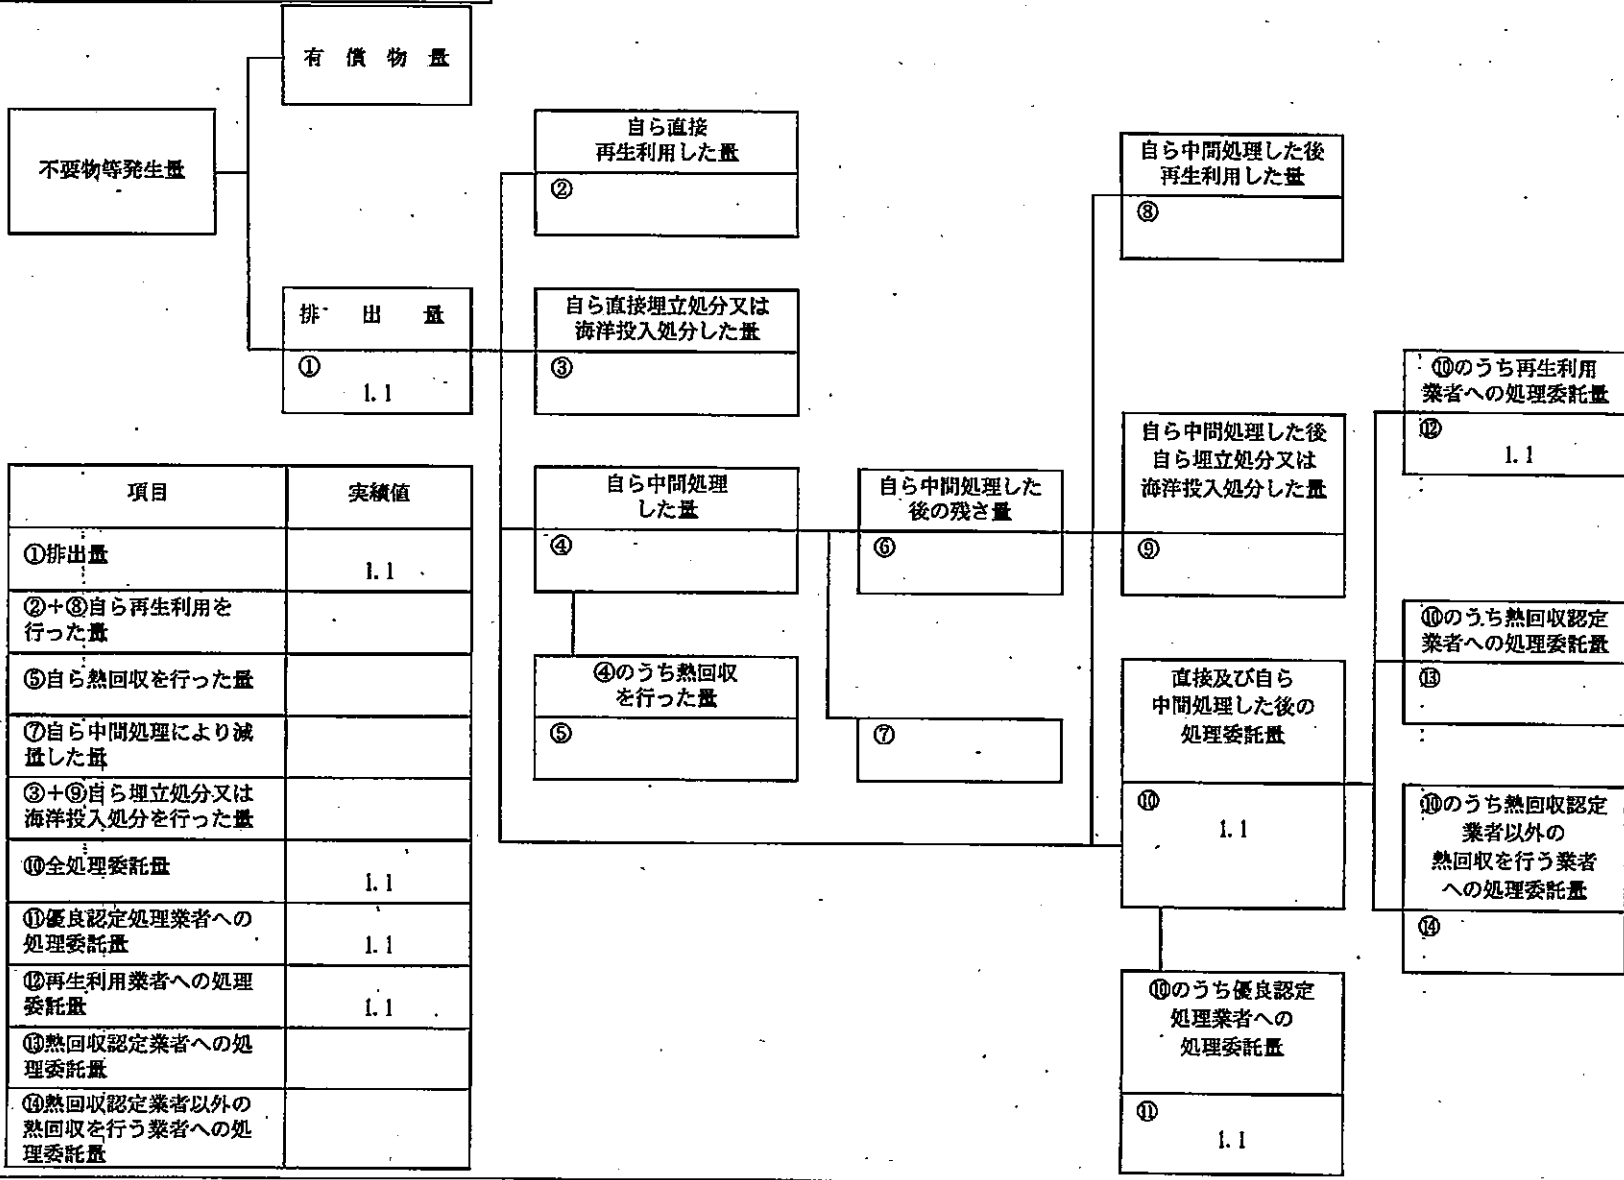 有償物量
不要物等発生量
排出量
①
1.1
自ら直接
再生利用した量
②
自ら直接埋立処分又は
海洋投入処分した量
③
自ら中間処理
した量
④
④のうち熱回収
を行った量
⑤
自ら中間処理した
後の残さ量
⑥
⑦
自ら中間処理した後
再生利用した量
⑧
自ら中間処理した後
自ら埋立処分又は
海洋投入処分した量
⑨
直接及び自ら
中間処理した後の
処理委託量
⑩
1.1
⑩のうち優良認定
処理業者への
処理委託量
⑪
1.1
⑩のうち再生利用
業者への処理委託量
⑫
1.1
⑩のうち熱回収認定
業者への処理委託量
⑬
⑩のうち熱回収認定
業者以外の
熱回収を行う業者
への処理委託量
⑭
項目 実績値
①排出量 1.1
②+⑧自ら再生利用を
行った量
⑤自ら熱回収を行った量
⑦自ら中間処理により減
量した量
③+⑨自ら埋立処分又は
海洋投入処分を行った量
⑩全処理委託量 1.1
⑪優良認定処理業者への
処理委託量 1.1
⑫再生利用業者への処理
委託量 1.1
⑬熱回収認定業者への処
理委託量
⑭熱回収認定業者以外の
熱回収を行う業者への処
理委託量